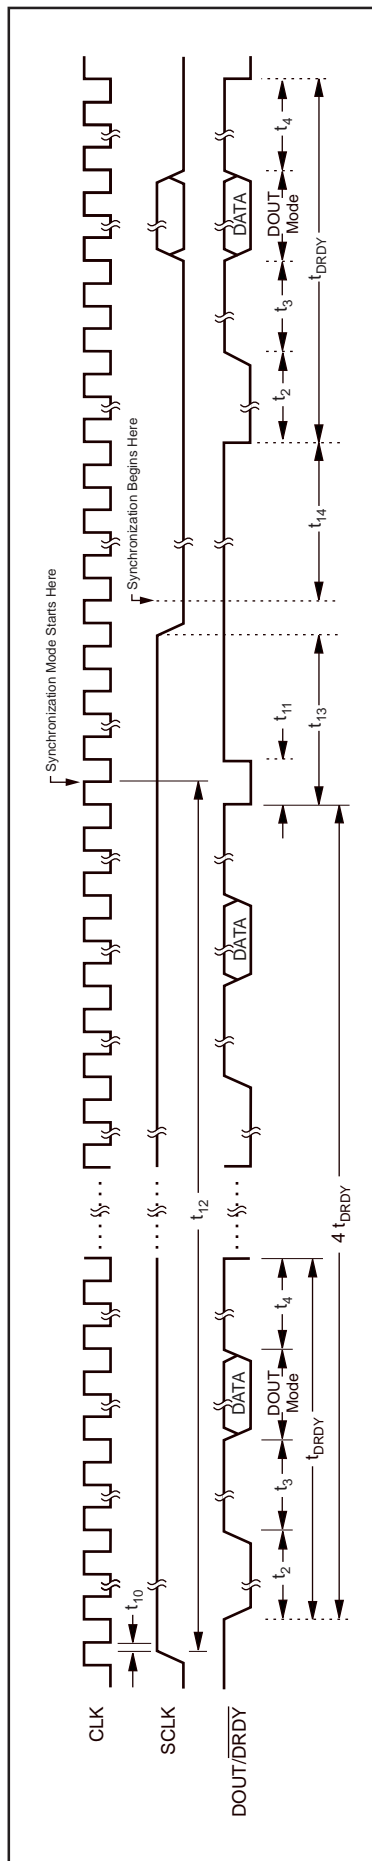 Synchronization Mode Starts Here
Synchronization Begins Here
CLK
t10
SCLK
t12
DOUT/DRDY
DATA
DATA
DATA
t2
t3
DOUT
Mode
t4
t11
t2
t3
DOUT
Mode
t4
tDRDY
t13
t14
tDRDY
4 tDRDY